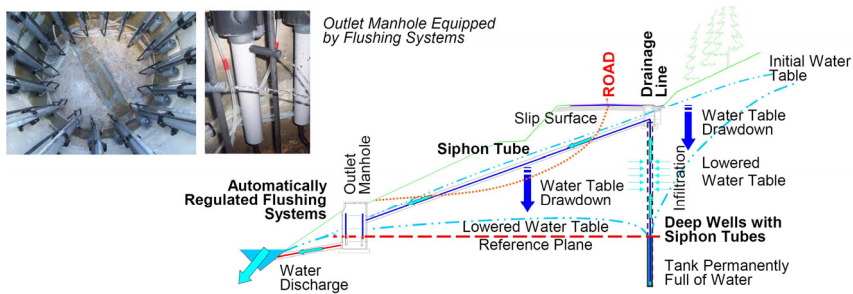 Outlet Manhole Equipped
by Flushing Systems
ROAD
Drainage
Line
Initial Water
Table
Slip Surface
Water Table
Drawdown
Siphon Tube
Outlet
Manhole
Infiltration
Lowered
Water Table
Automatically
Regulated Flushing
Systems
Water Table
Drawdown
Lowered Water Table
Reference Plane
Deep Wells with
Siphon Tubes
Water
Discharge
Tank Permanently
Full of Water